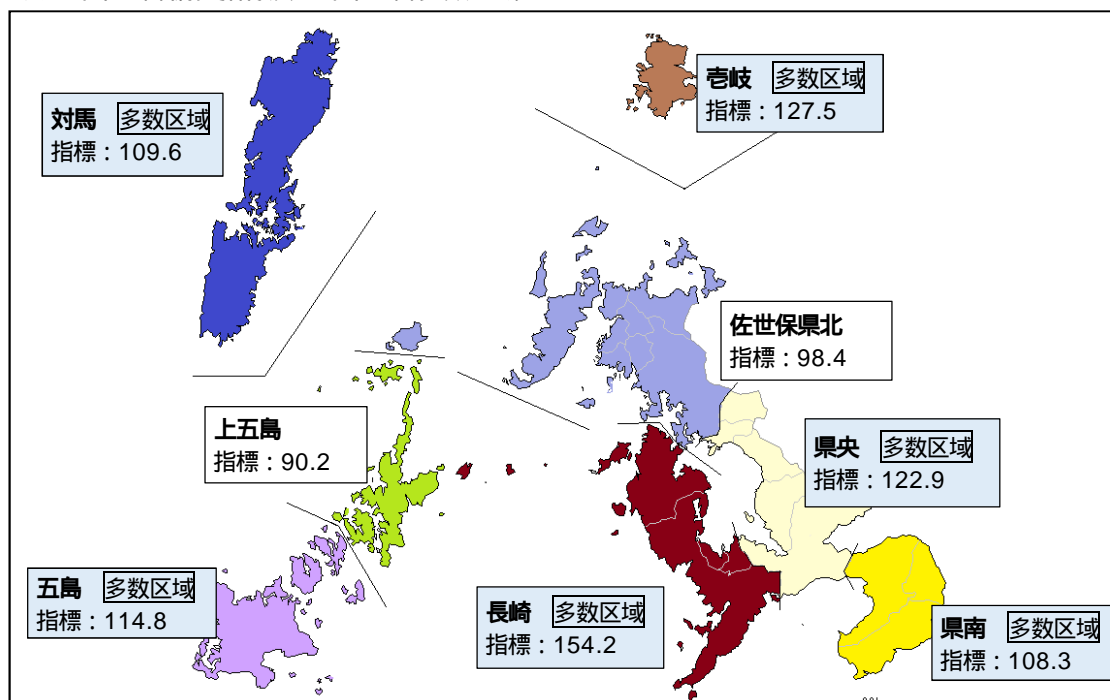 対馬 多数区域
指標：109.6
壱岐 多数区域
指標：127.5
佐世保県北
指標：98.4
上五島
指標：90.2
県央 多数区域
指標：122.9
五島 多数区域
指標：114.8
長崎 多数区域
指標：154.2
県南 多数区域
指標：108.3